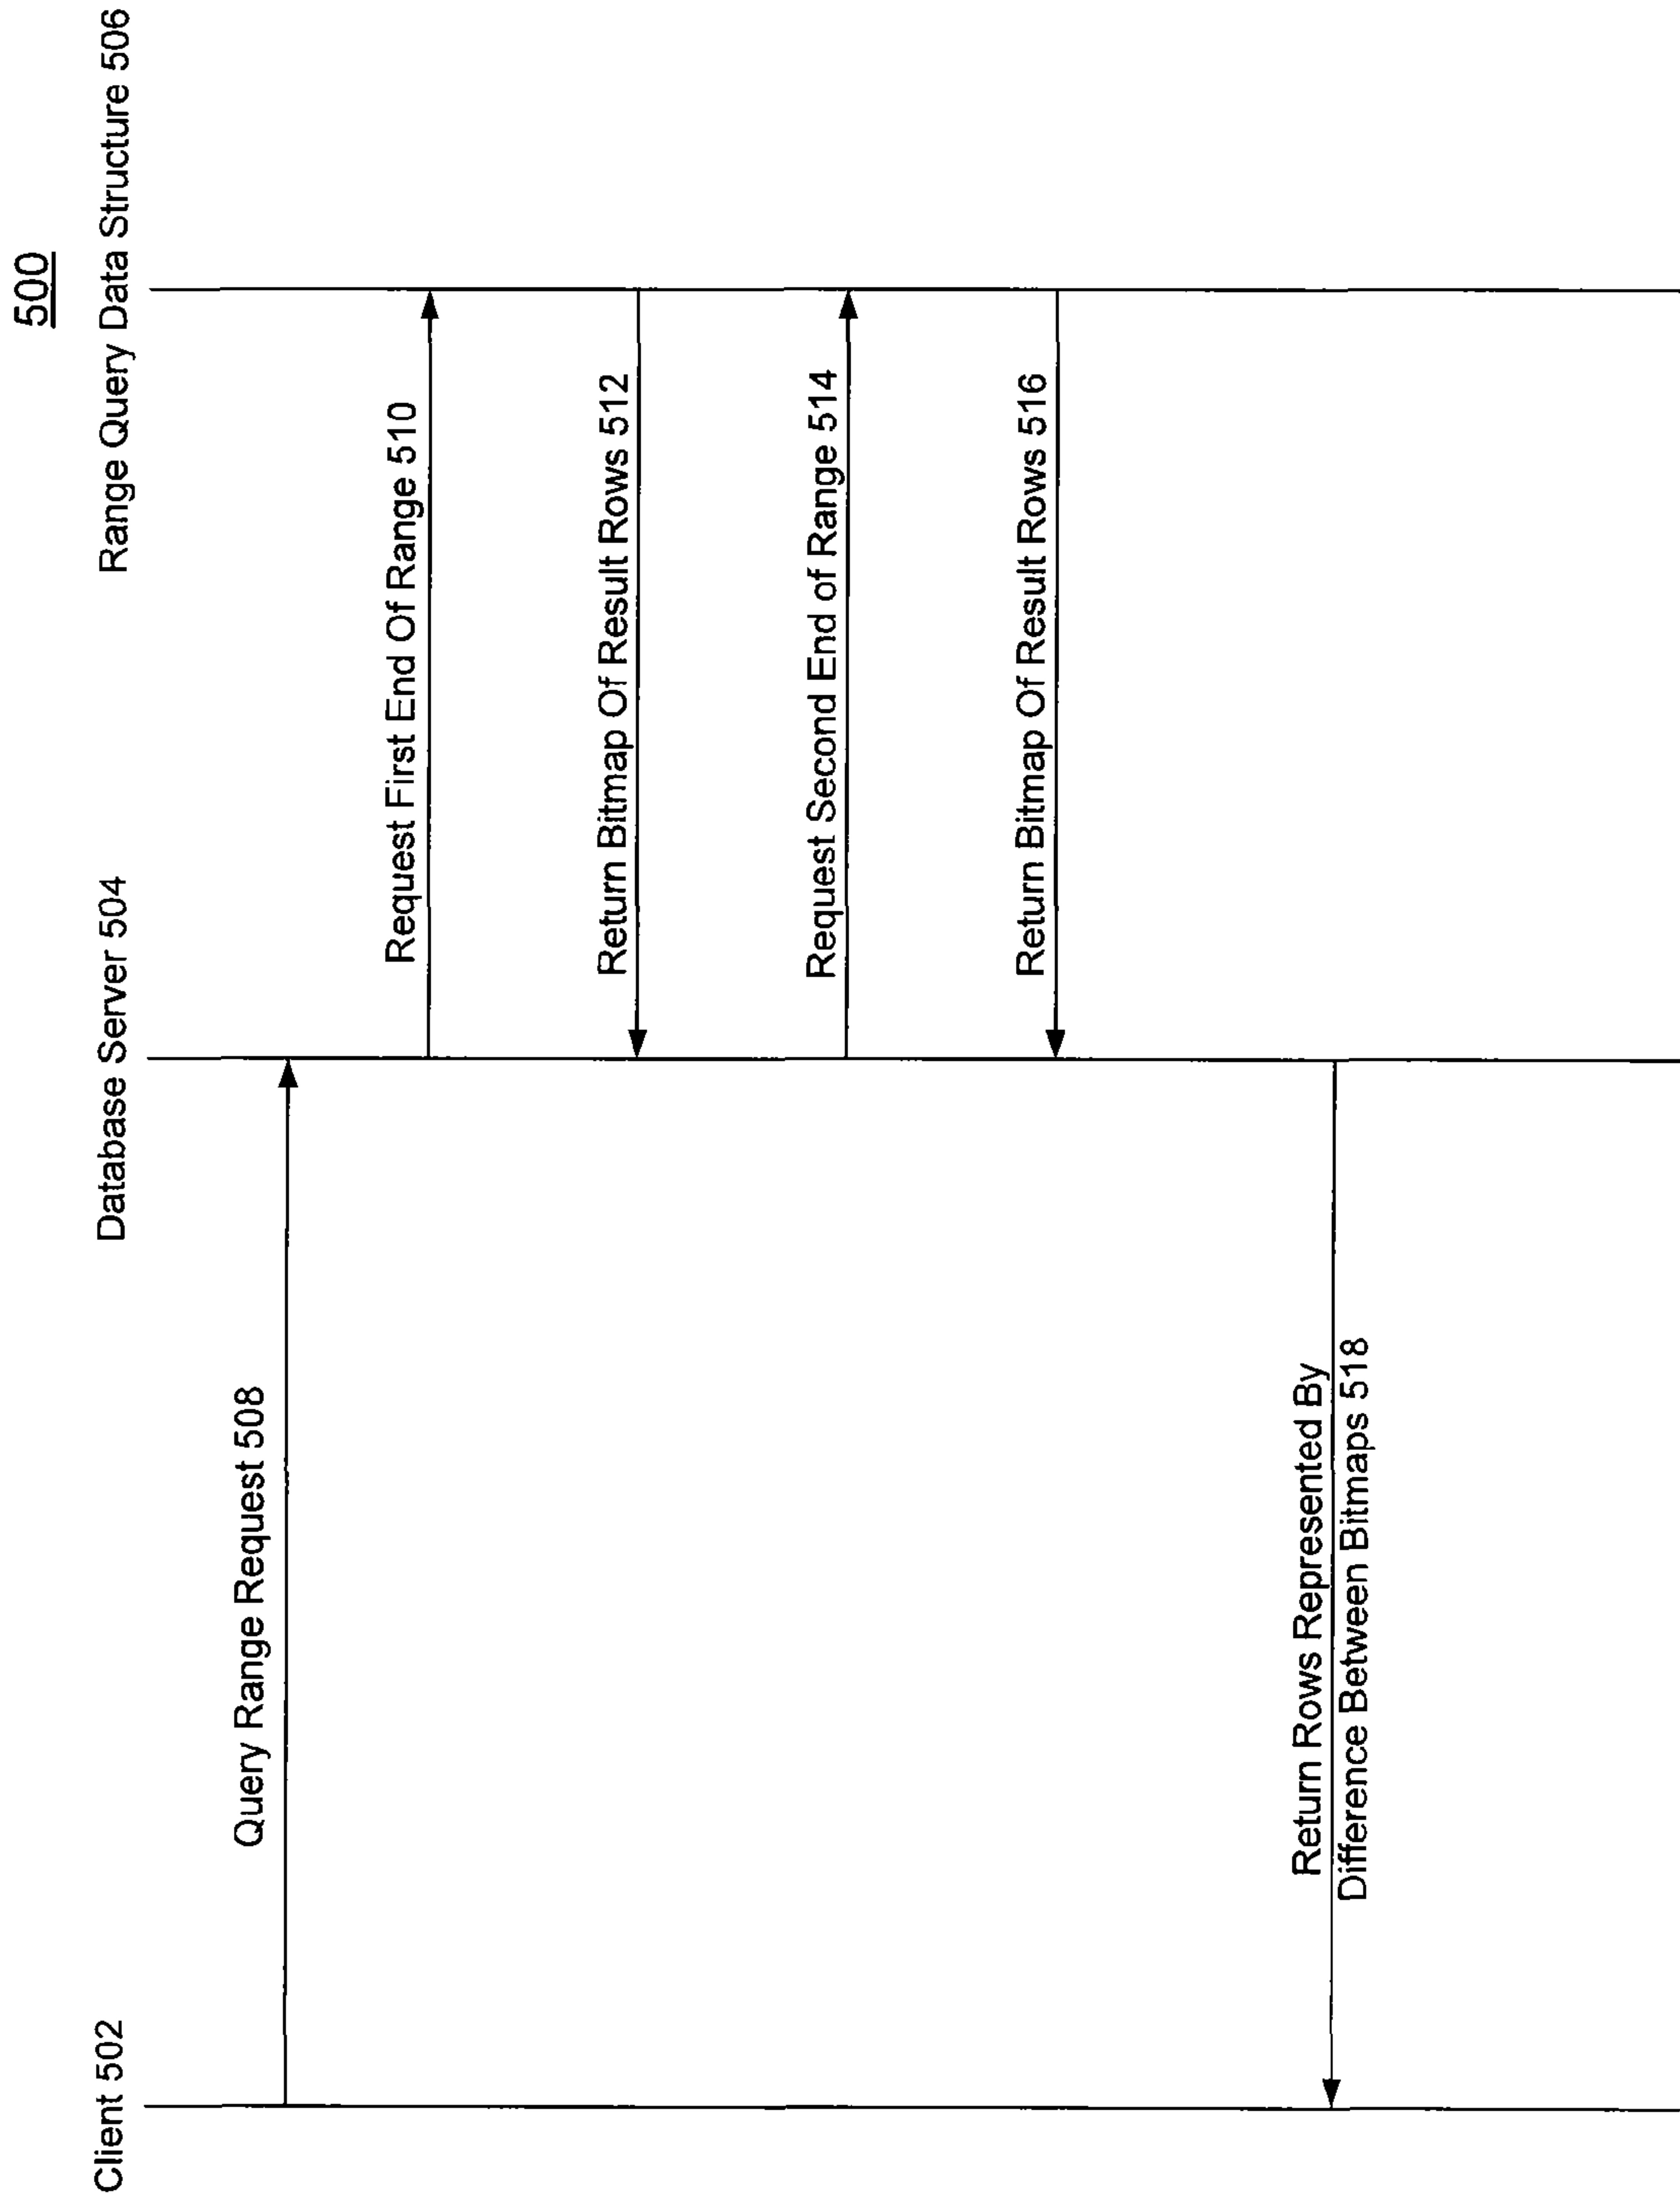 500
Client 502
Database Server 504
Range Query Data Structure 506
Query Range Request 508
Request First End Of Range 510
Return Bitmap Of Result Rows 512
Request Second End of Range 514
Return Bitmap Of Result Rows 516
Return Rows Represented By
Difference Between Bitmaps 518